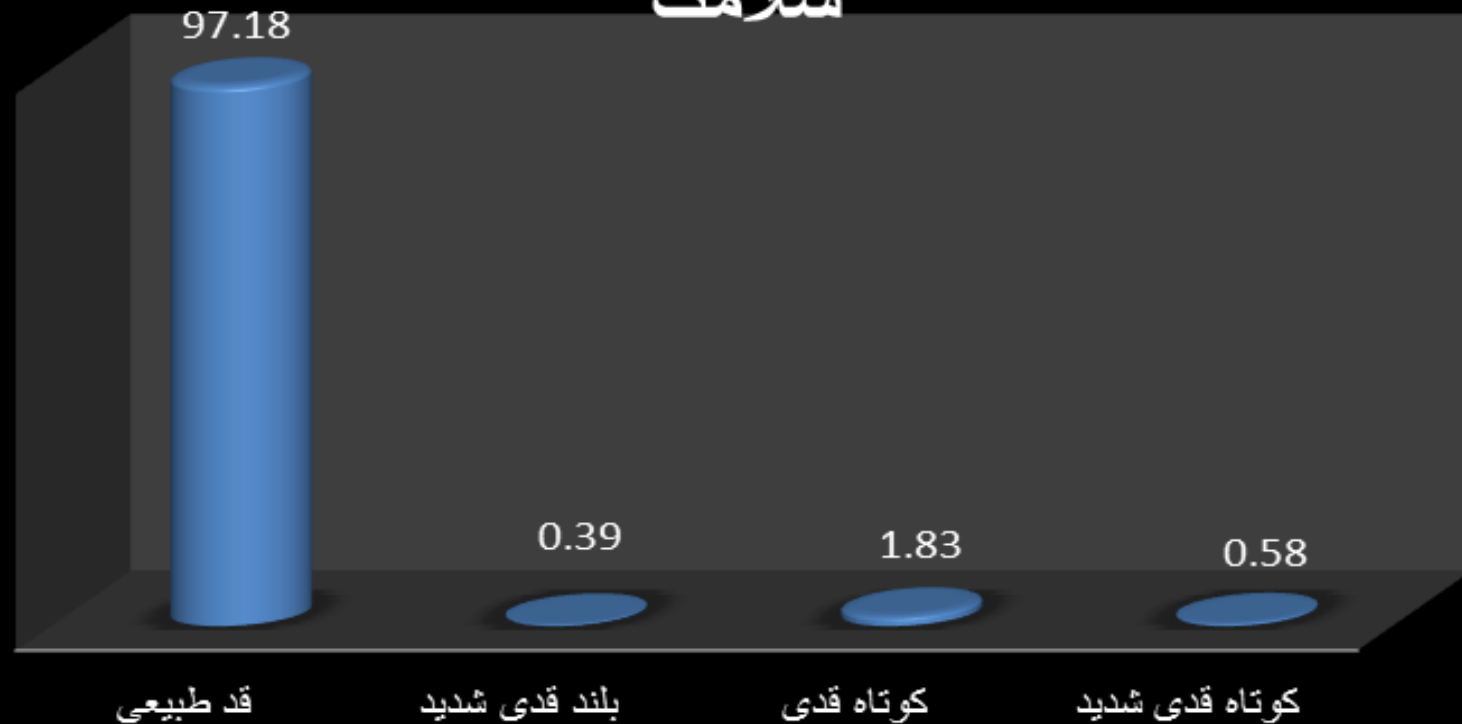 97.18
0.39
1.83
0.58
قد طبیعی
بلند قدی شدید
کوتاه قدی
کوتاه قدی شدید